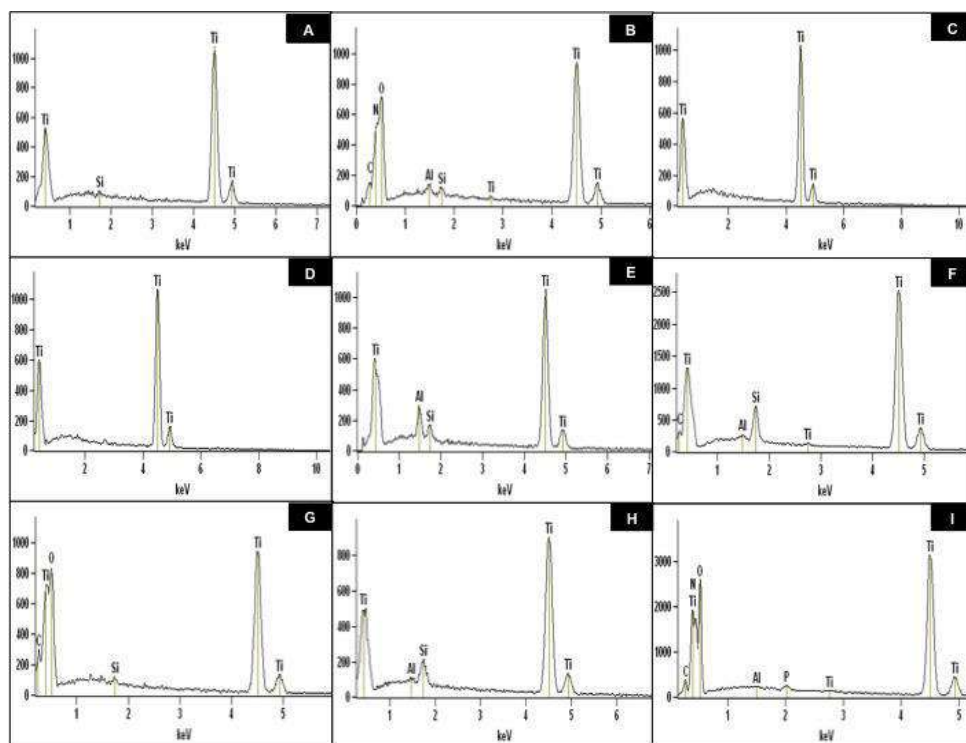 A
Ti
1000
Ti
800
600
400
Si
Ti
200
0
1 2 3 4 5 6 7
keV
B
Ti
1000
800
O
N
600
400
C
Al Si Ti Ti
200
0
0 1 2 3 4 5 6
keV
C
Ti
1000
800
Ti
600
400
Ti
200
0
2 4 6 8 10
keV
D
Ti
1000
800
Ti
600
400
Ti
200
0
2 4 6 8 10
keV
E
Ti
1000
800
Ti
600
Al
400
Si Ti
200
0
0 1 2 3 4 5 6 7
keV
F
Ti
2500
2000
Ti
1500
1000
Si
C Al Ti Ti
500
0
1 2 3 4 5
keV
G
Ti
1000
O
Ti
800
600
400
C
Si Ti
200
0
1 2 3 4 5
keV
H
Ti
800
Ti
600
400
Al Si Ti
200
0
1 2 3 4 5 6
keV
I
Ti
3000
O
N
Ti
2000
1000
C Al P Ti Ti
0
1 2 3 4 5
keV